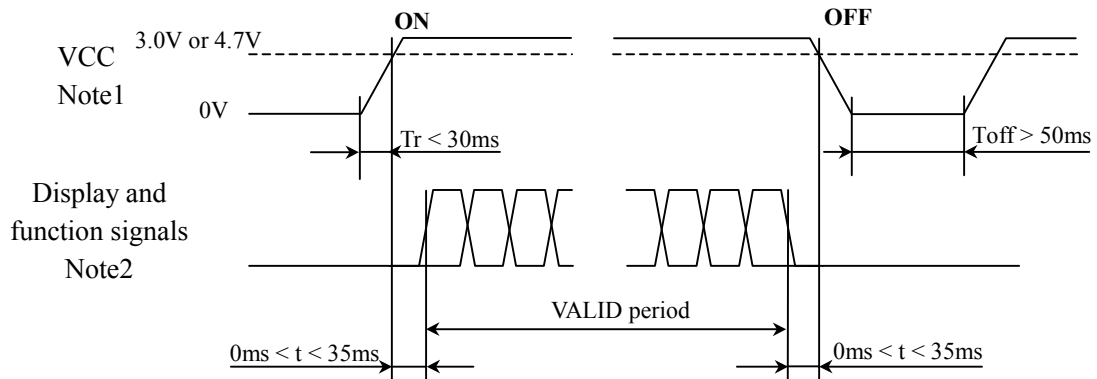 ON
OFF
3.0V or 4.7V
VCC
Note1
0V
Tr < 30ms
Toff > 50ms
Display and
function signals
Note2
VALID period
0ms < t < 35ms
0ms < t < 35ms